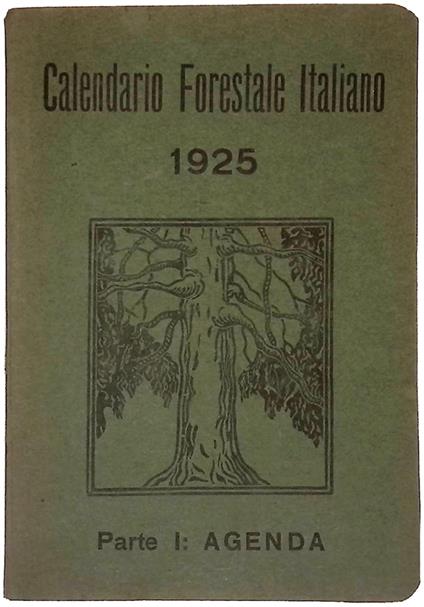 Calendario Forestale Italiano
1925
Parte I: AGENDA